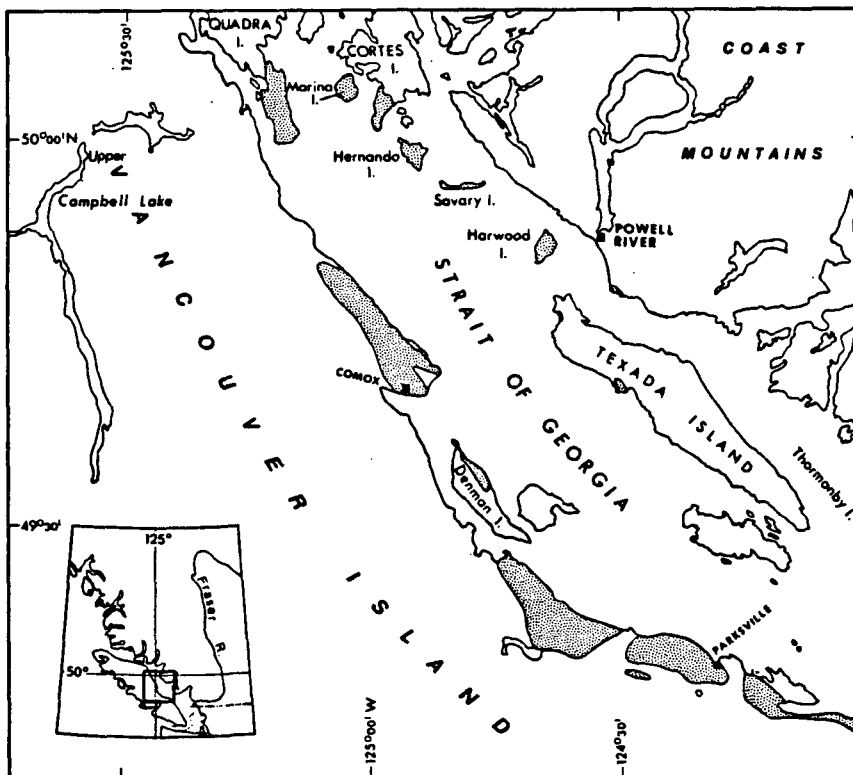 125°30'
QUADRA
I.
CORTES
I.
COAST
Marina
I.
50°00'N
MOUNTAINS
Upper
Campbell Lake
Hernando
I.
Savary I.
Harwood
I.
POWELL
RIVER
VANCOUVER ISLAND
STRAIT OF GEORGIA
COMOX
TEXADA
ISLAND
Thormonby I.
Denman I.
49°30'
PARKSVILLE
125°
Fraser R
50°
125°00' W
124°30'